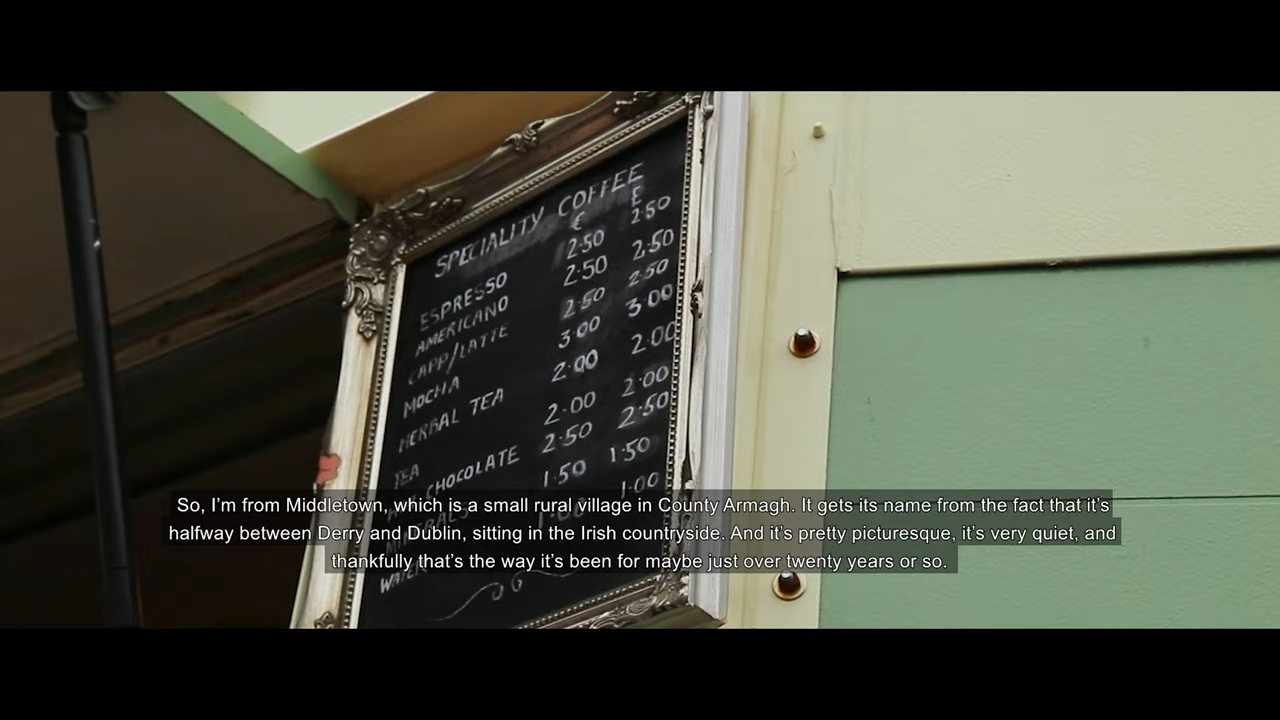 SPECIALITY COFFEE
€ £
ESPRESSO 2.50 2.50
AMERICANO 2.50 2.50
CAPP/LATTE 2.50 2.50
MOCHA 3.00 3.00
HERBAL TEA 2.00 2.00
TEA 2.00 2.00
CHOCOLATE 2.50 2.50
MINERALS 1.50 1.50
WATER 1.00
So, I'm from Middletown, which is a small rural village in County Armagh. It gets its name from the fact that it's
halfway between Derry and Dublin, sitting in the Irish countryside. And it's pretty picturesque, it's very quiet, and
thankfully that's the way it's been for maybe just over twenty years or so.